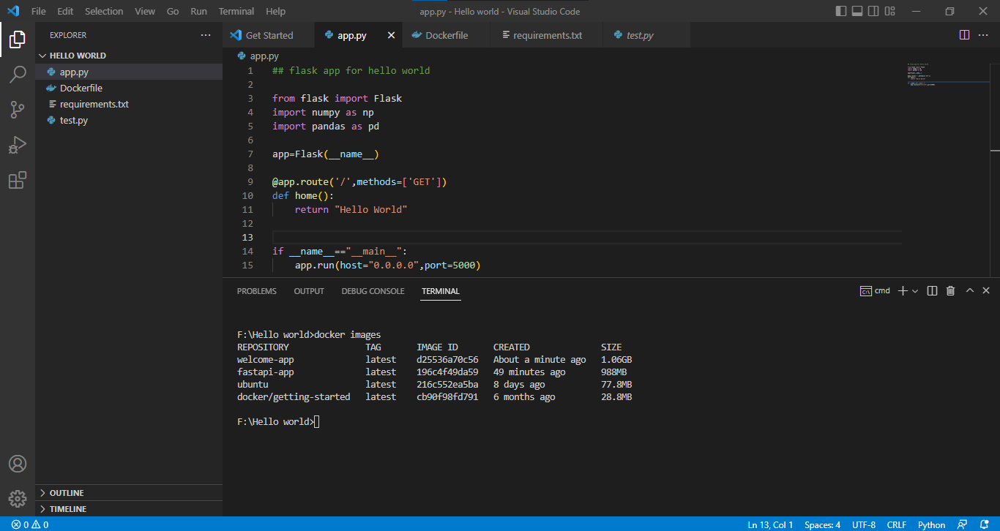 File Edit Selection View Go Run Terminal Help app.py - Hello world - Visual Studio Code
EXPLORER
HELLO WORLD
app.py
Dockerfile
requirements.txt
test.py
OUTLINE
TIMELINE
Get Started app.py Dockerfile requirements.txt test.py
app.py
1 ## flask app for hello world
2
3 from flask import Flask
4 import numpy as np
5 import pandas as pd
6
7 app=Flask(__name__)
8
9 @app.route('/',methods=['GET'])
10 def home():
11 return "Hello World"
12
13
14 if __name__=="__main__":
15 app.run(host="0.0.0.0",port=5000)
PROBLEMS OUTPUT DEBUG CONSOLE TERMINAL cmd
F:\Hello world>docker images
REPOSITORY TAG IMAGE ID CREATED SIZE
welcome-app latest d25536a70c56 About a minute ago 1.06GB
fastapi-app latest 196c4f49da59 49 minutes ago 988MB
ubuntu latest 216c552ea5ba 8 days ago 77.8MB
docker/getting-started latest cb90f98fd791 6 months ago 28.8MB
F:\Hello world>
0 0 Ln 13, Col 1 Spaces: 4 UTF-8 CRLF Python